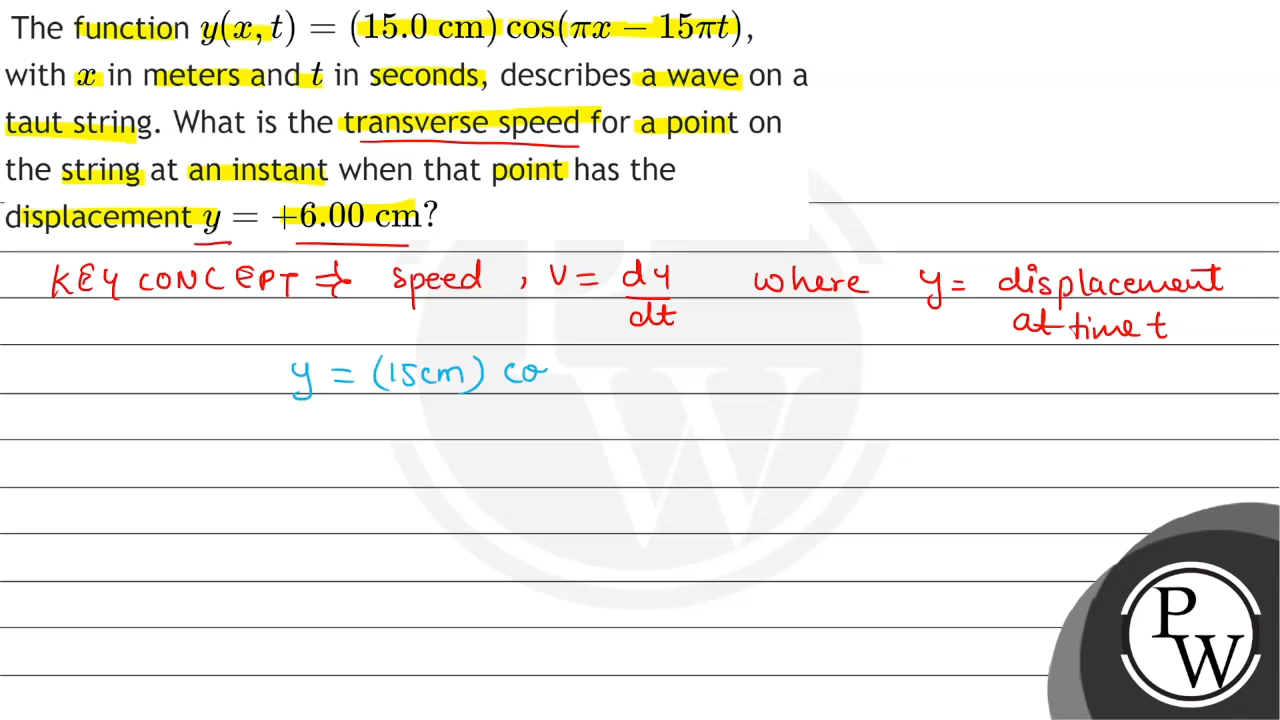 The function y(x, t) = (15.0 cm) cos(πx − 15πt),
with x in meters and t in seconds, describes a wave on a
taut string. What is the transverse speed for a point on
the string at an instant when that point has the
displacement y = +6.00 cm?
KEY CONCEPT → speed , V = dy/dt where y = displacement
at time t
y = (15cm) co
PW